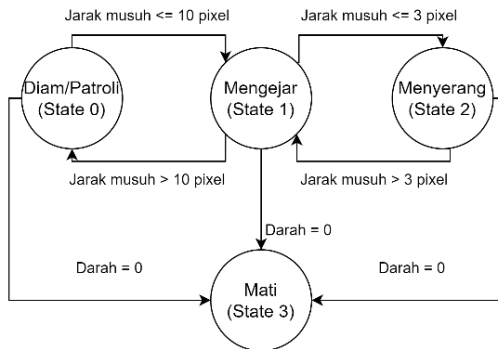 Jarak musuh <= 10 pixel
Jarak musuh <= 3 pixel
Diam/Patroli
(State 0)
Mengejar
(State 1)
Menyerang
(State 2)
Jarak musuh > 10 pixel
Jarak musuh > 3 pixel
Darah = 0
Darah = 0
Darah = 0
Mati
(State 3)